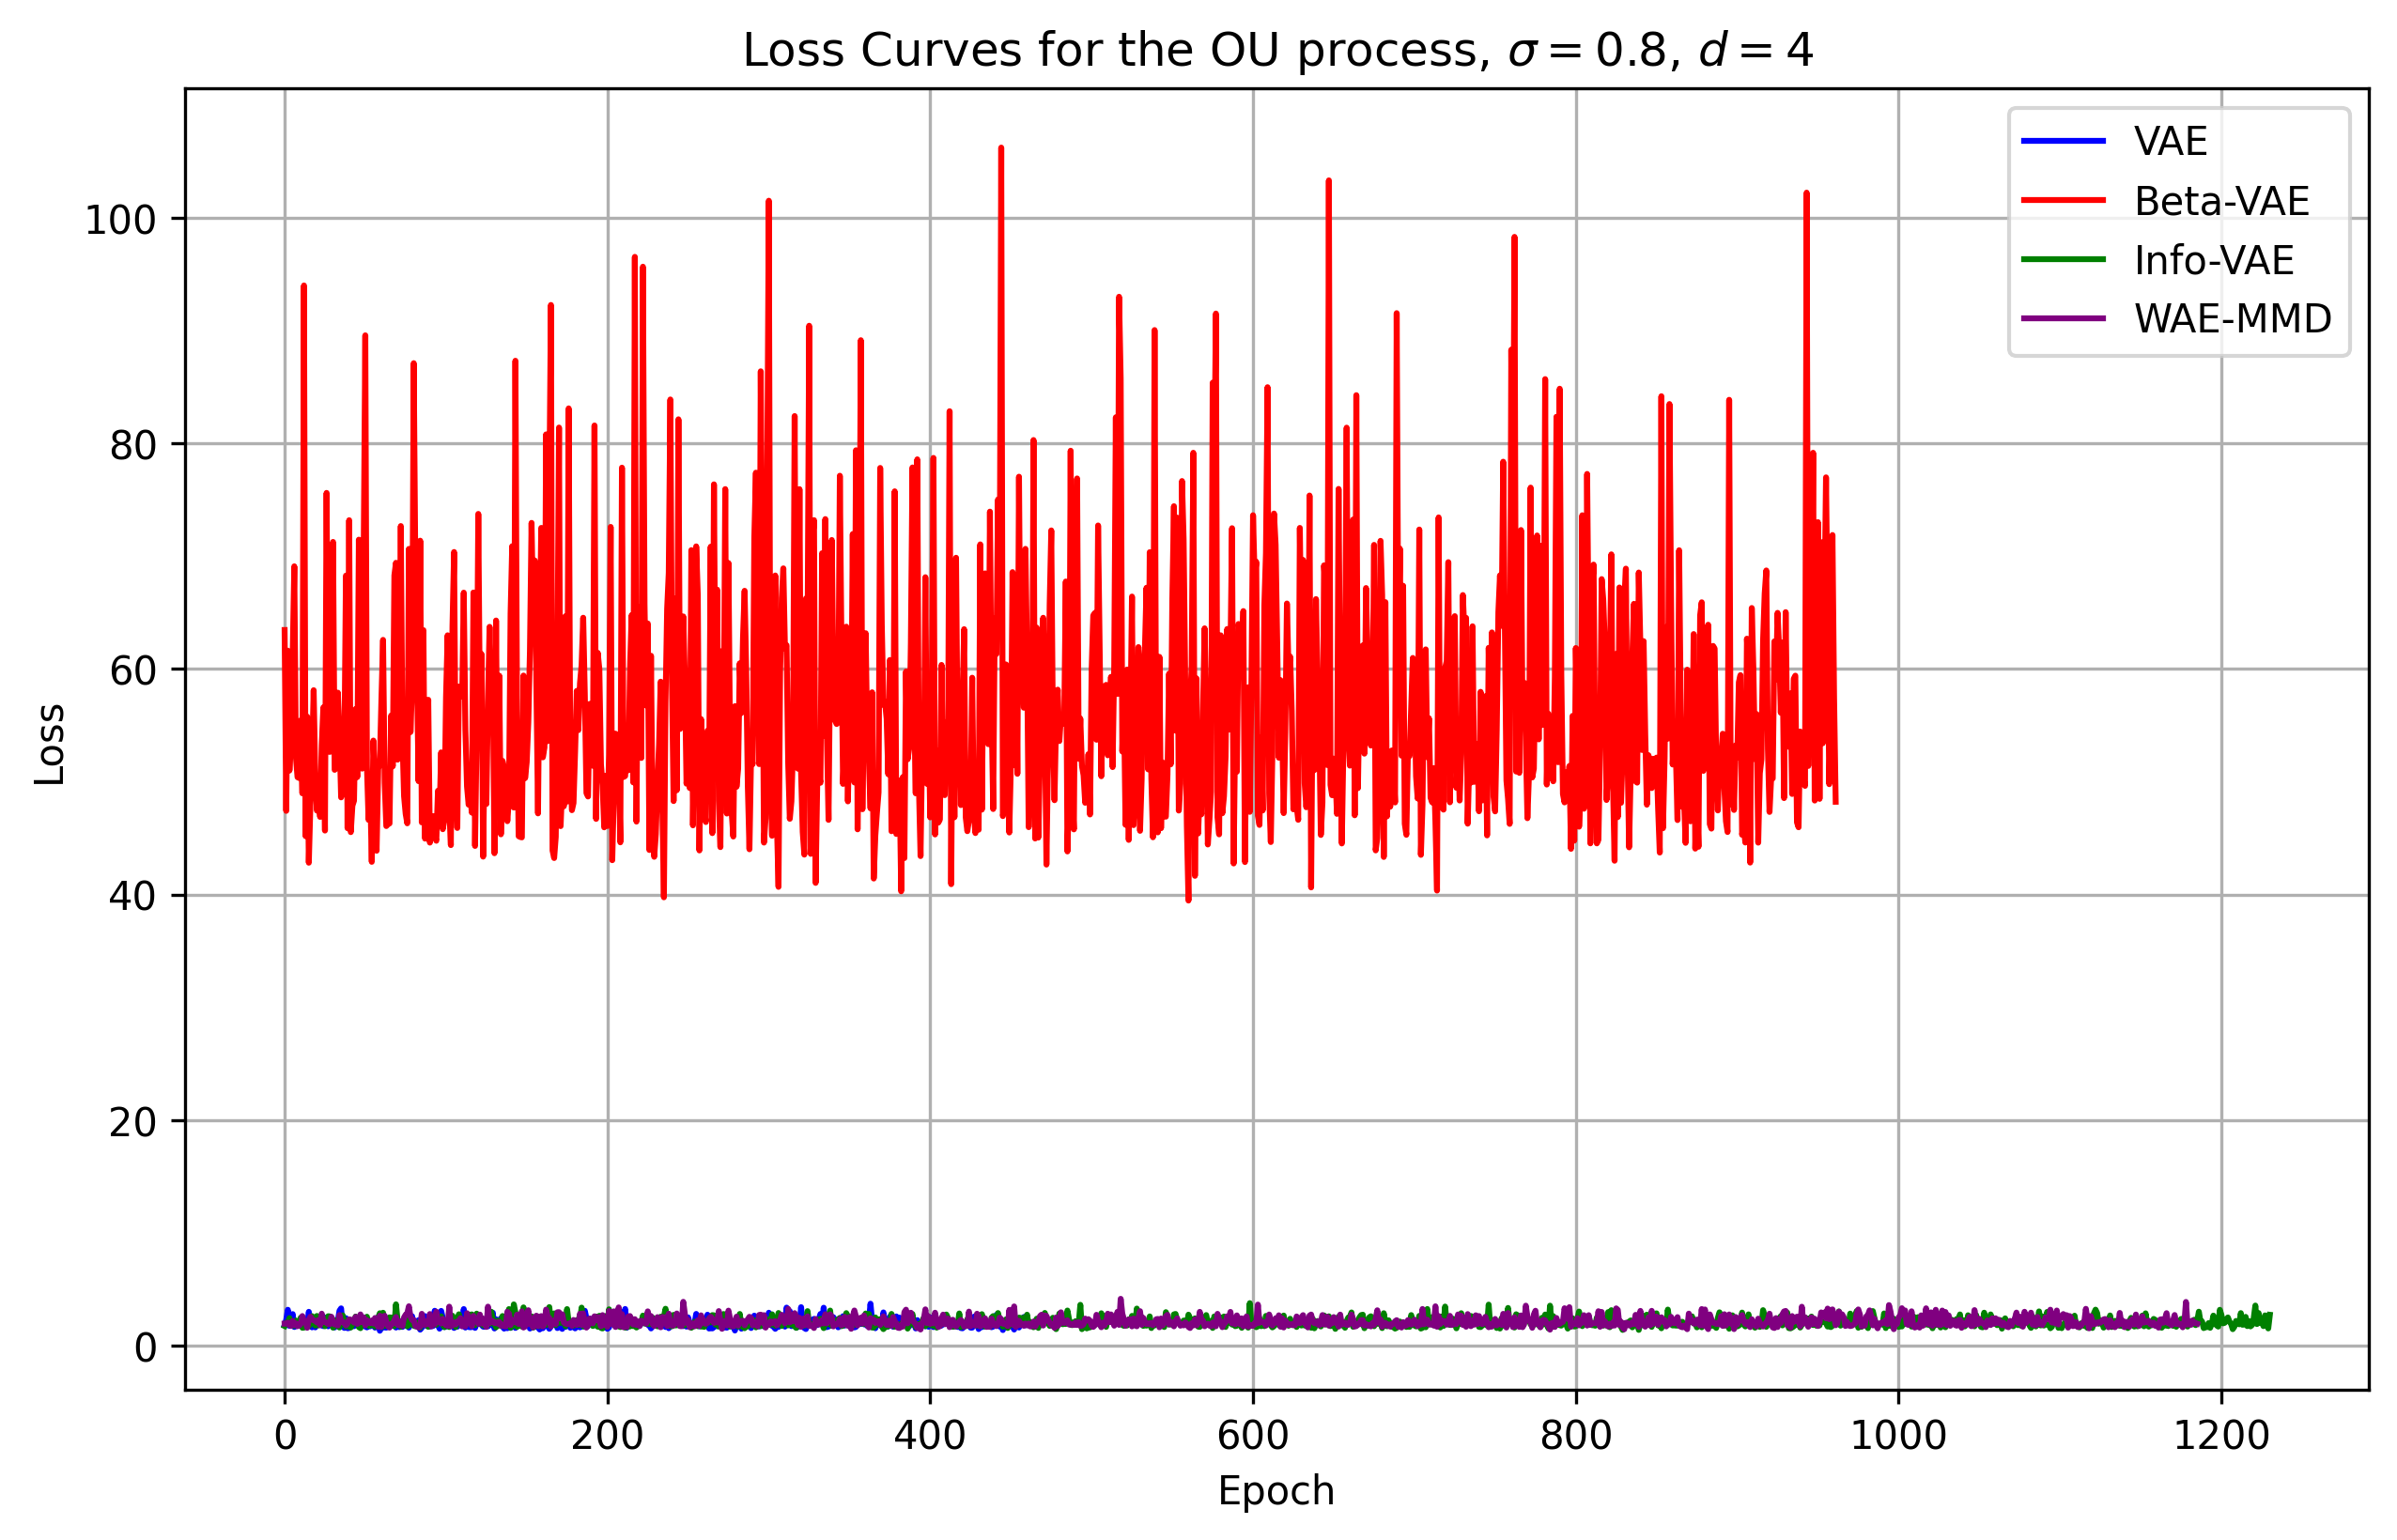 Loss Curves for the OU process, σ = 0.8, d = 4
VAE
Beta-VAE
Info-VAE
WAE-MMD
100
80
60
40
20
0
Loss
0 200 400 600 800 1000 1200
Epoch